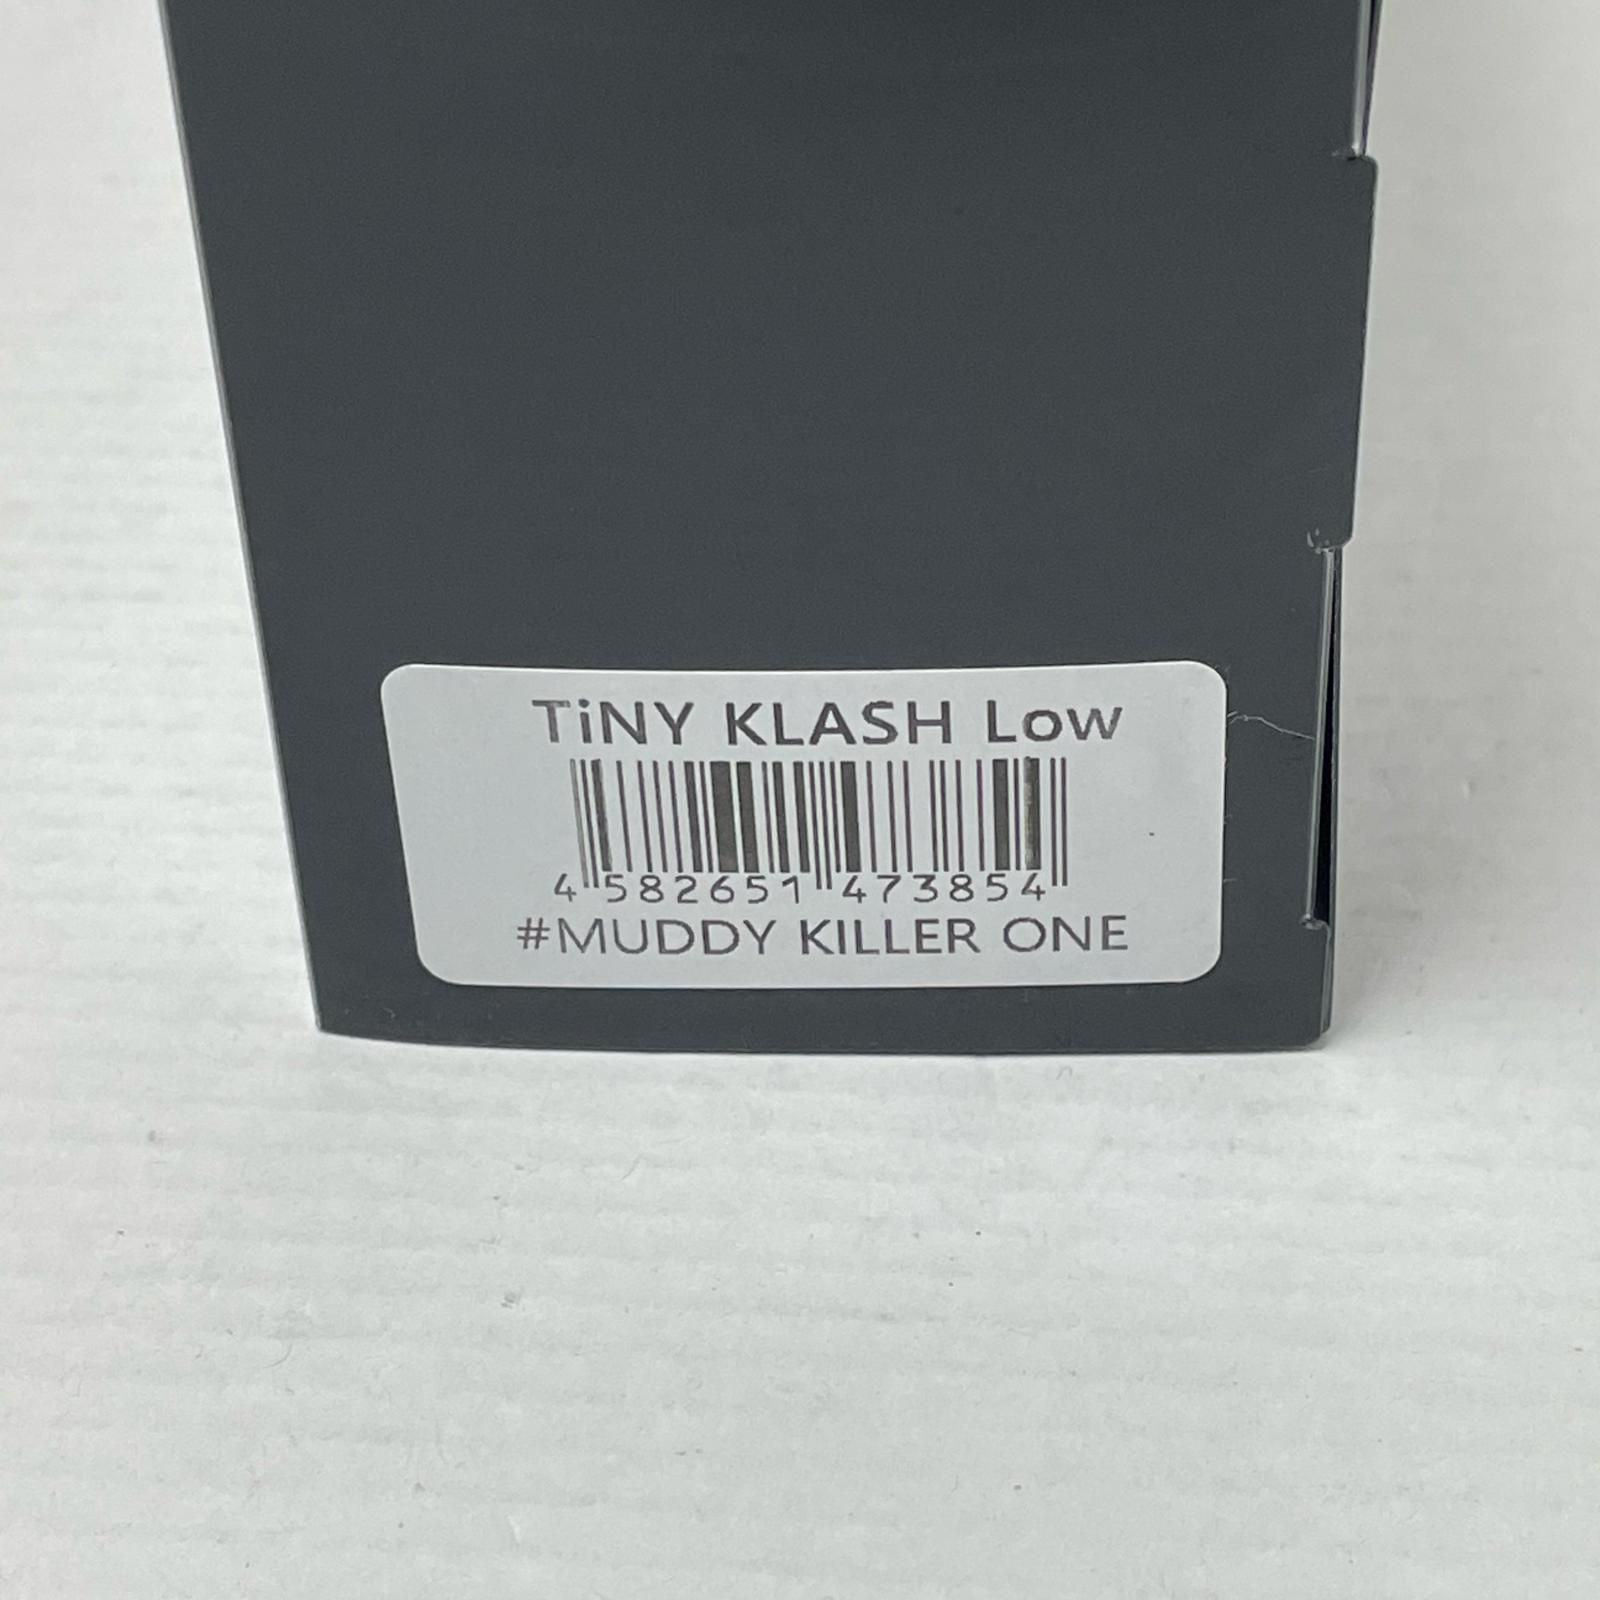 TiNY KLASH Low
4 582651 473854
#MUDDY KILLER ONE